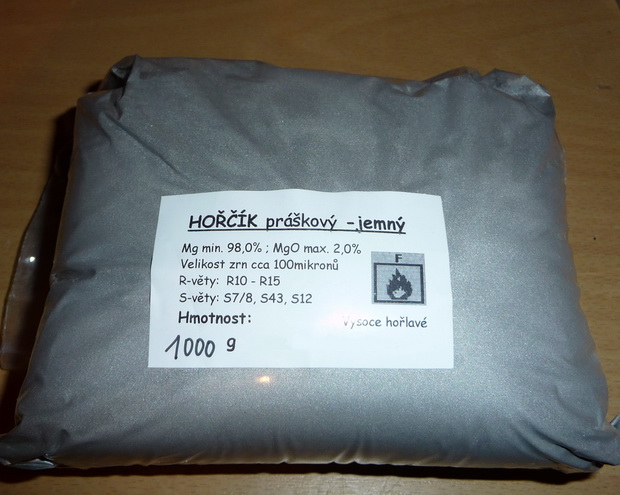 HOŘČÍK práškový -jemný
Mg min. 98,0% ; MgO max. 2,0%
Velikost zrn cca 100mikronů
R-věty: R10 - R15
S-věty: S7/8, S43, S12
F
Hmotnost:
Vysoce hořlavé
1000 g